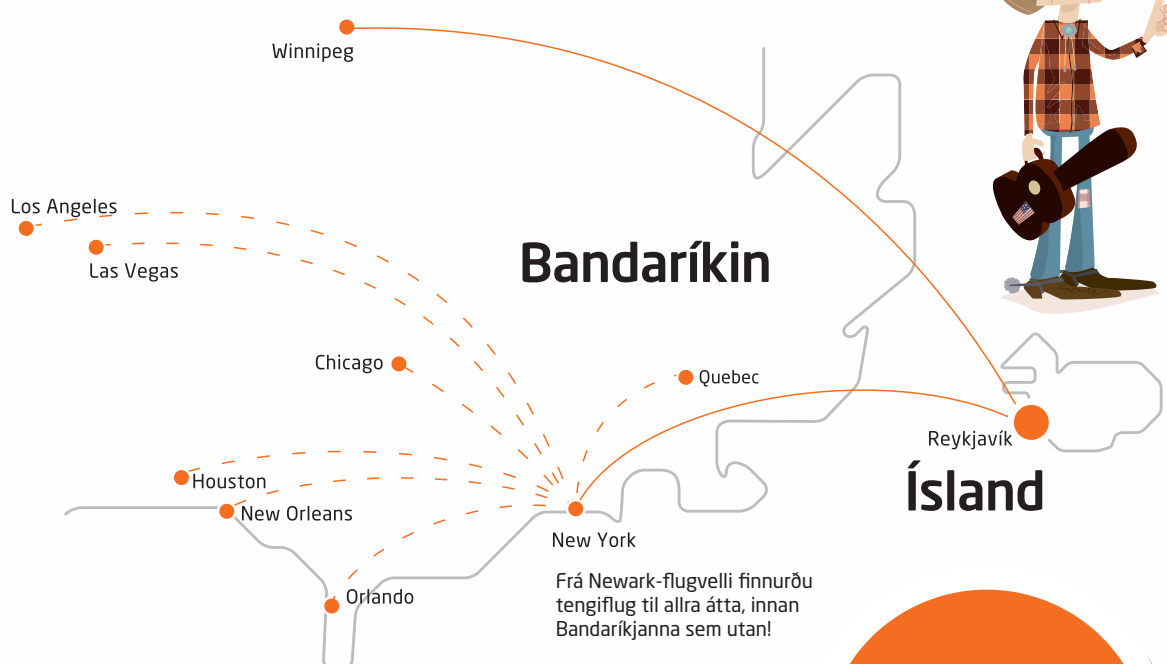 Winnipeg
Los Angeles
Las Vegas
Bandaríkin
Chicago
Quebec
Reykjavík
Ísland
Houston
New Orleans
New York
Orlando
Frá Newark-flugvelli finnurðu
tengiflug til allra átta, innan
Bandaríkjanna sem utan!